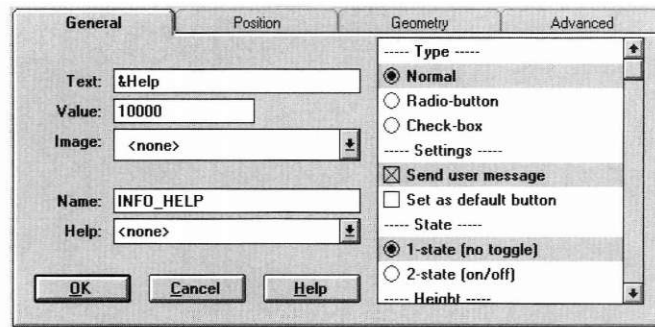 General Position Geometry Advanced
Text: &Help
Value: 10000
Image: <none>
Name: INFO_HELP
Help: <none>
OK Cancel Help
----- Type -----
Normal
Radio-button
Check-box
----- Settings -----
Send user message
Set as default button
----- State -----
1-state (no toggle)
2-state (on/off)
----- Height -----